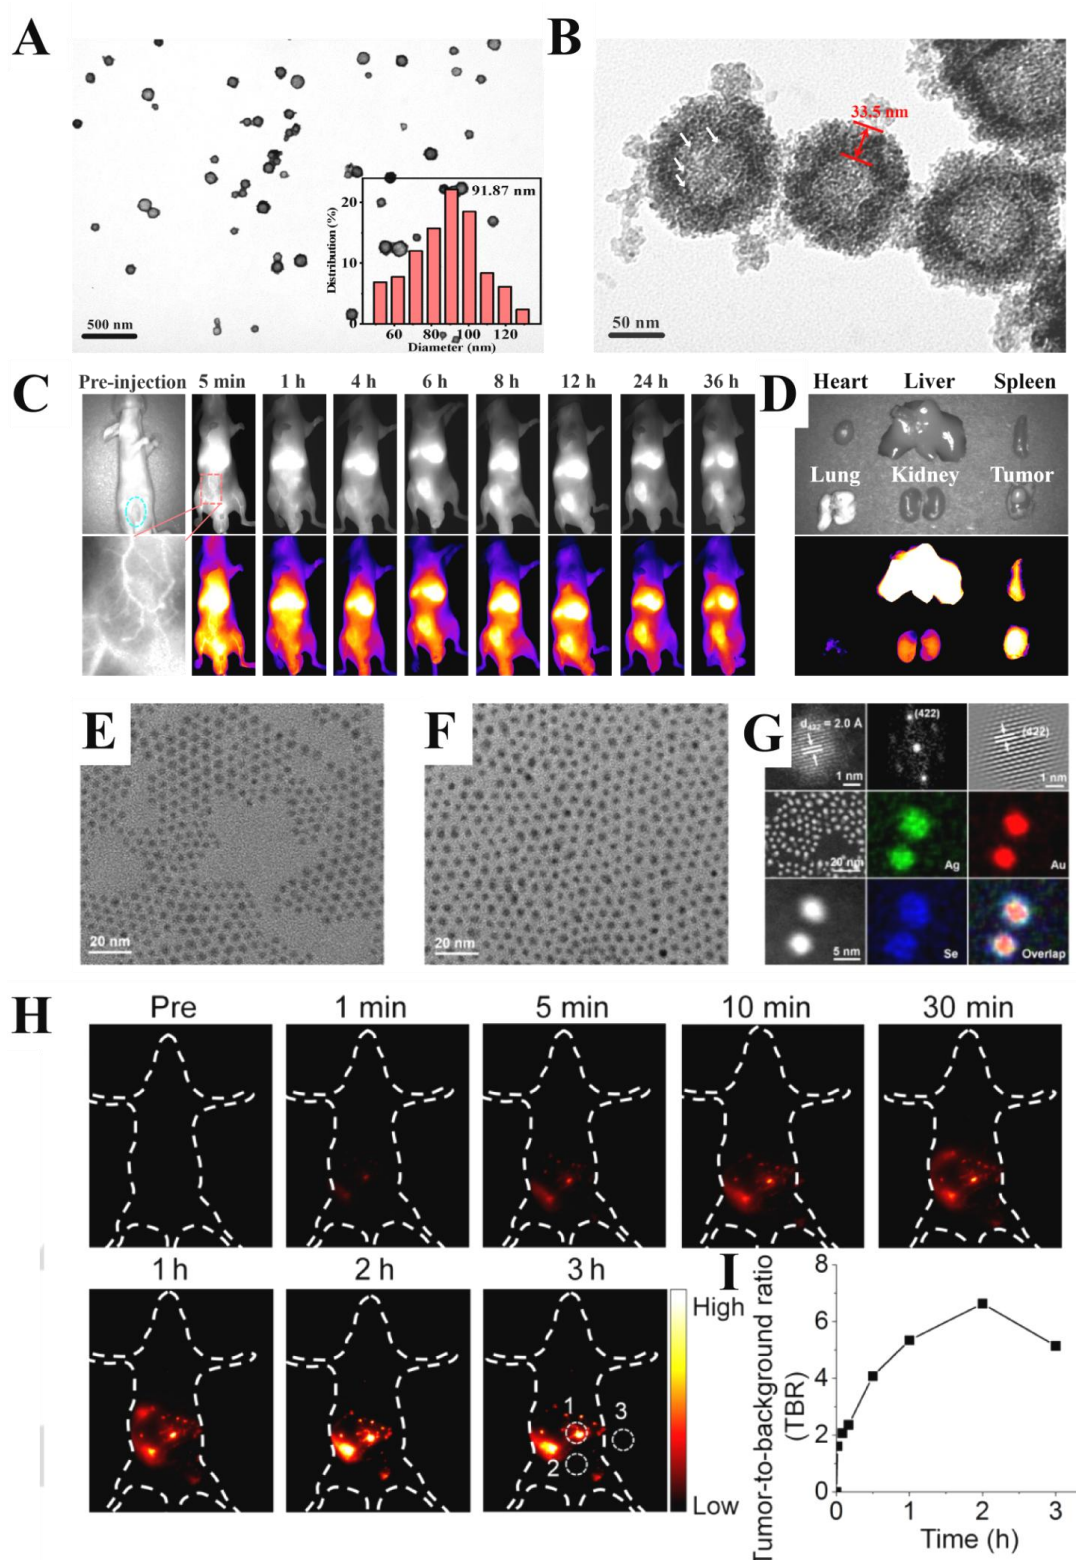 A
500 nm
91.87 nm
Distribution (%)
20
10
0
60 80 100 120
Diameter (nm)
B
33.5 nm
50 nm
C
Pre-injection 5 min 1 h 4 h 6 h 8 h 12 h 24 h 36 h
D
Heart Liver Spleen
Lung Kidney Tumor
E
20 nm
F
20 nm
G
d₄₂₂ = 2.0 Å
1 nm
(422)
(422)
1 nm
20 nm
Ag
Au
5 nm
Se
Overlap
H
Pre 1 min 5 min 10 min 30 min
1 h 2 h 3 h
1
2
3
High
Low
I
Tumor-to-background ratio
(TBR)
8
6
4
2
0
0 1 2 3
Time (h)